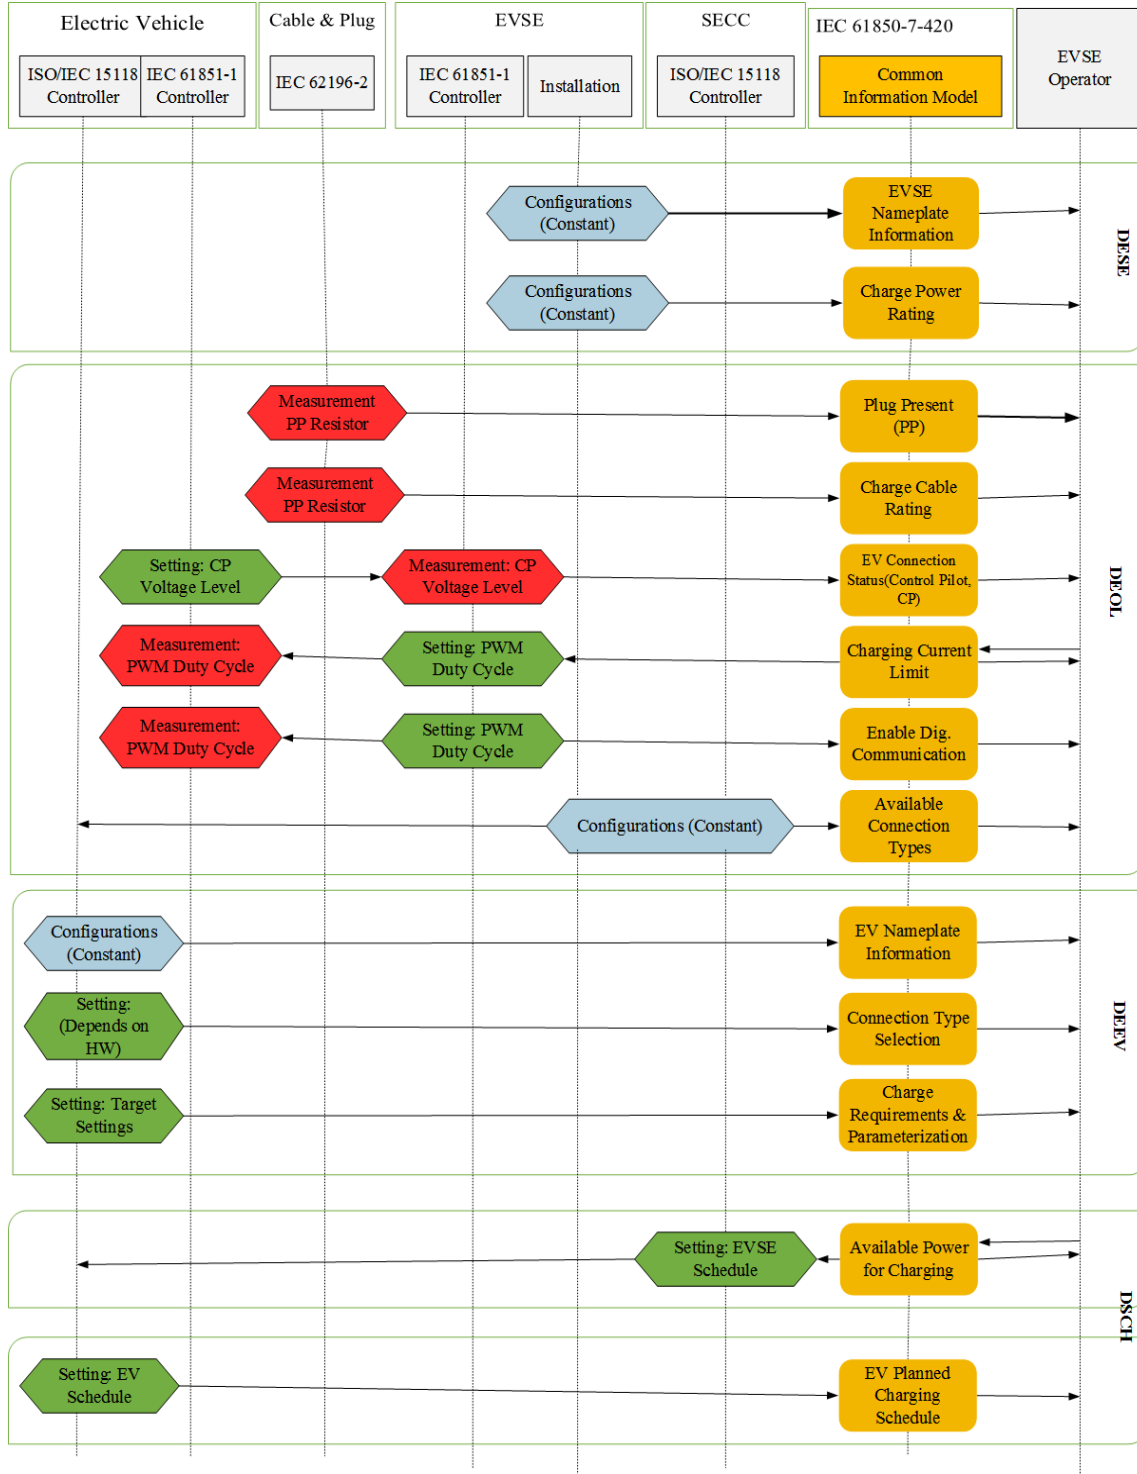 Electric Vehicle
Cable & Plug
EVSE
SECC
IEC 61850-7-420
EVSE
Operator
ISO/IEC 15118
Controller
IEC 61851-1
Controller
IEC 62196-2
IEC 61851-1
Controller
Installation
ISO/IEC 15118
Controller
Common
Information Model
Configurations
(Constant)
EVSE
Nameplate
Information
DESE
Configurations
(Constant)
Charge Power
Rating
Measurement
PP Resistor
Plug Present
(PP)
Measurement
PP Resistor
Charge Cable
Rating
Setting: CP
Voltage Level
Measurement: CP
Voltage Level
EV Connection
Status(Control Pilot,
CP)
DEOL
Measurement:
PWM Duty Cycle
Setting: PWM
Duty Cycle
Charging Current
Limit
Measurement:
PWM Duty Cycle
Setting: PWM
Duty Cycle
Enable Dig.
Communication
Configurations (Constant)
Available
Connection
Types
Configurations
(Constant)
EV Nameplate
Information
Setting:
(Depends on
HW)
Connection Type
Selection
DEEV
Setting: Target
Settings
Charge
Requirements &
Parameterization
Setting: EVSE
Schedule
Available Power
for Charging
DSCH
Setting: EV
Schedule
EV Planned
Charging
Schedule